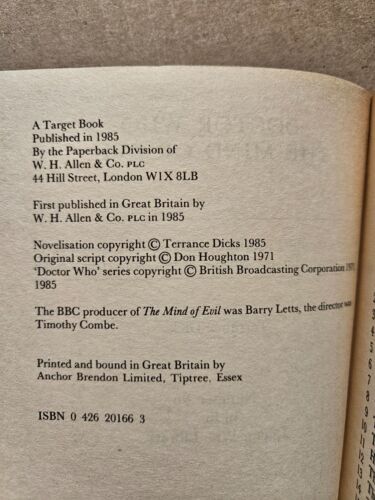 A Target Book
Published in 1985
By the Paperback Division of
W. H. Allen & Co. PLC
44 Hill Street, London W1X 8LB
First published in Great Britain by
W. H. Allen & Co. PLC in 1985
Novelisation copyright © Terrance Dicks 1985
Original script copyright © Don Houghton 1971
'Doctor Who' series copyright © British Broadcasting Corporation 1971,
1985
The BBC producer of The Mind of Evil was Barry Letts, the director was
Timothy Combe.
Printed and bound in Great Britain by
Anchor Brendon Limited, Tiptree, Essex
ISBN 0 426 20166 3